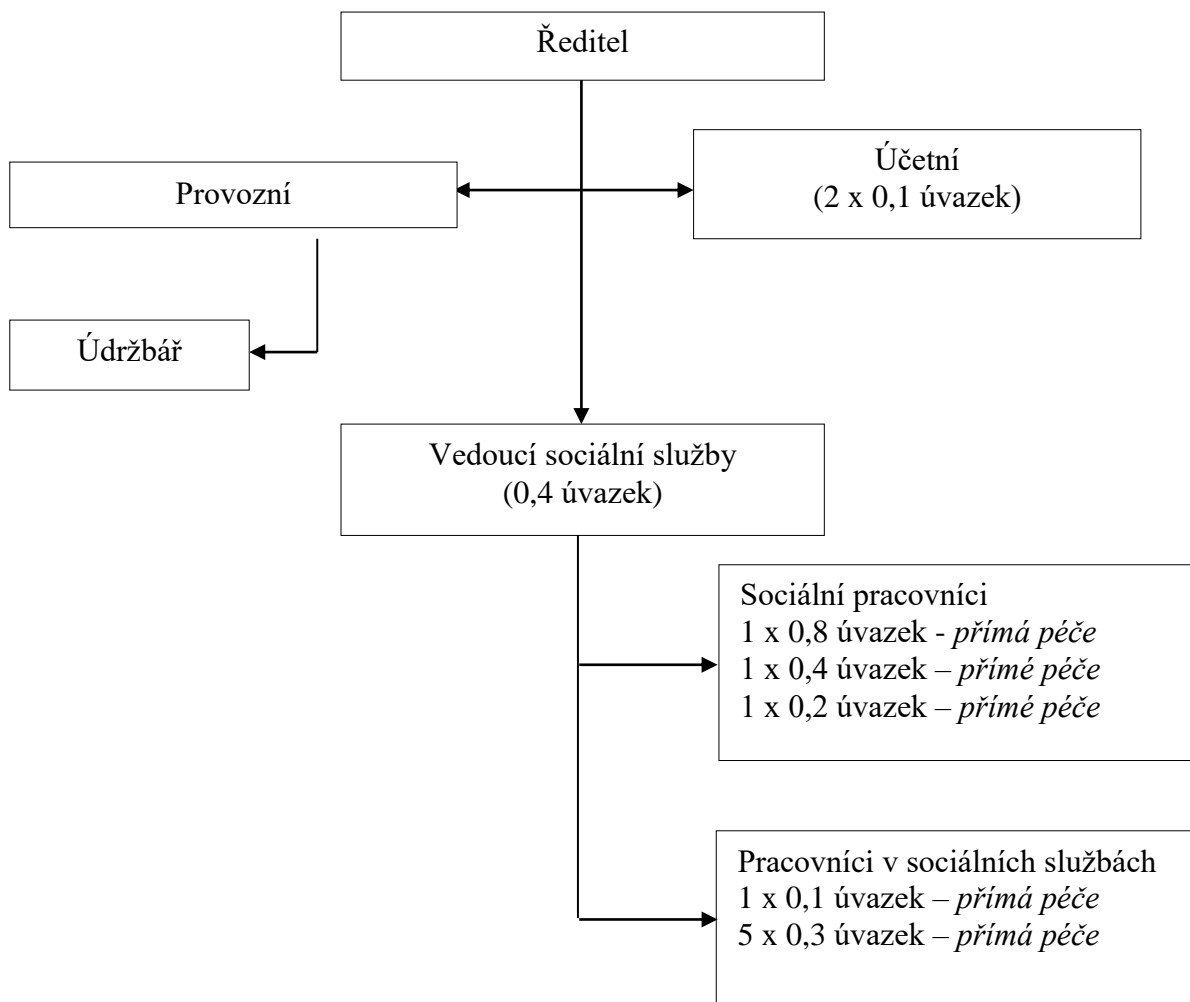 Ředitel
Účetní
(2 x 0,1 úvazek)
Provozní
Údržbář
Vedoucí sociální služby
(0,4 úvazek)
Sociální pracovníci
1 x 0,8 úvazek - přímá péče
1 x 0,4 úvazek – přímé péče
1 x 0,2 úvazek – přímé péče
Pracovníci v sociálních službách
1 x 0,1 úvazek – přímá péče
5 x 0,3 úvazek – přímá péče